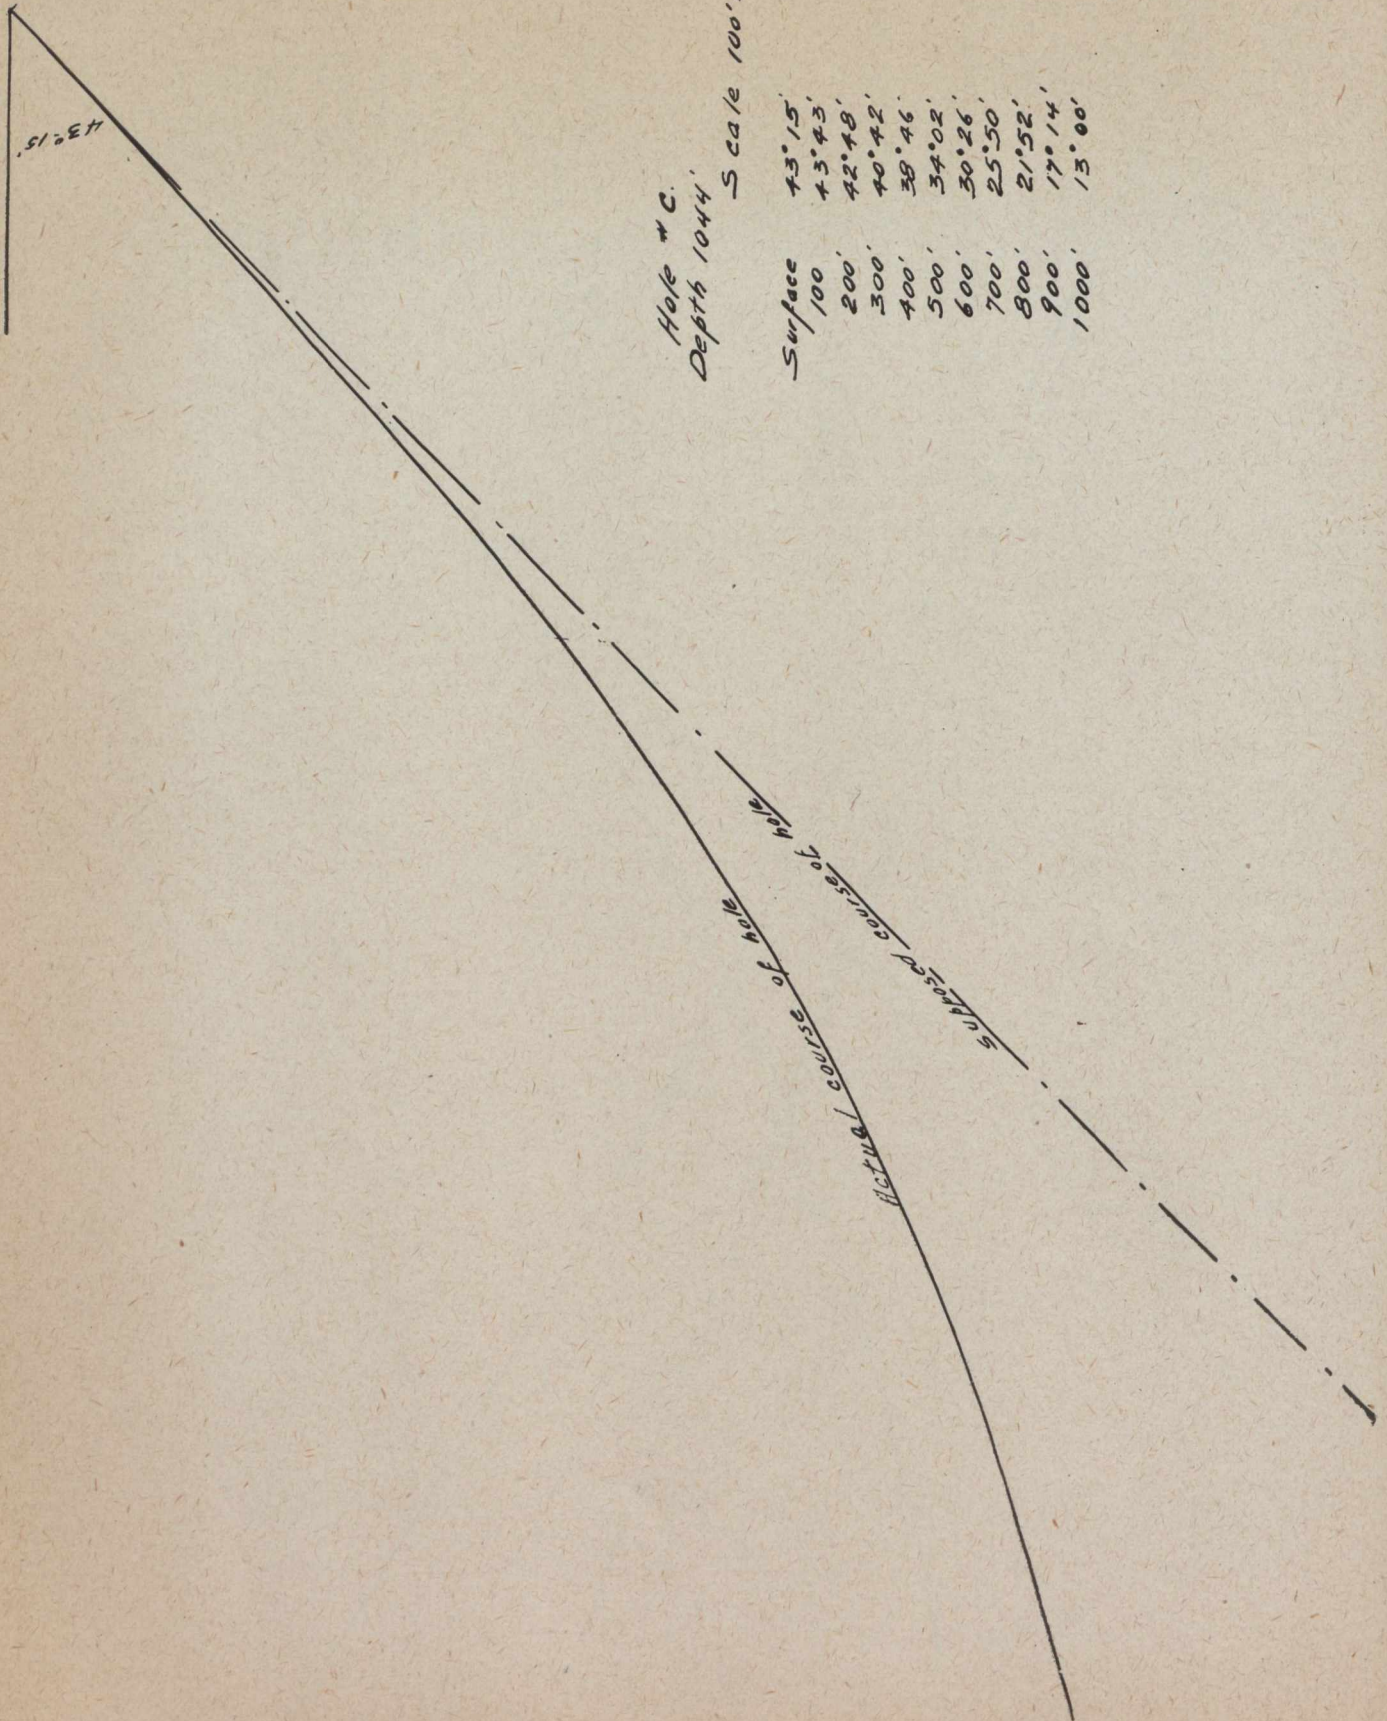 43°-15'
Hole # C.
Depth 1044'
Scale 100'
Surface 43°15'
100 43°43'
200' 42°48'
300' 40°42'
400' 38°46'
500' 34°02'
600' 30°26'
700' 25°50'
800' 21°52'
900' 17°14'
1000' 13°00'
Supposed course of hole
Actual course of hole